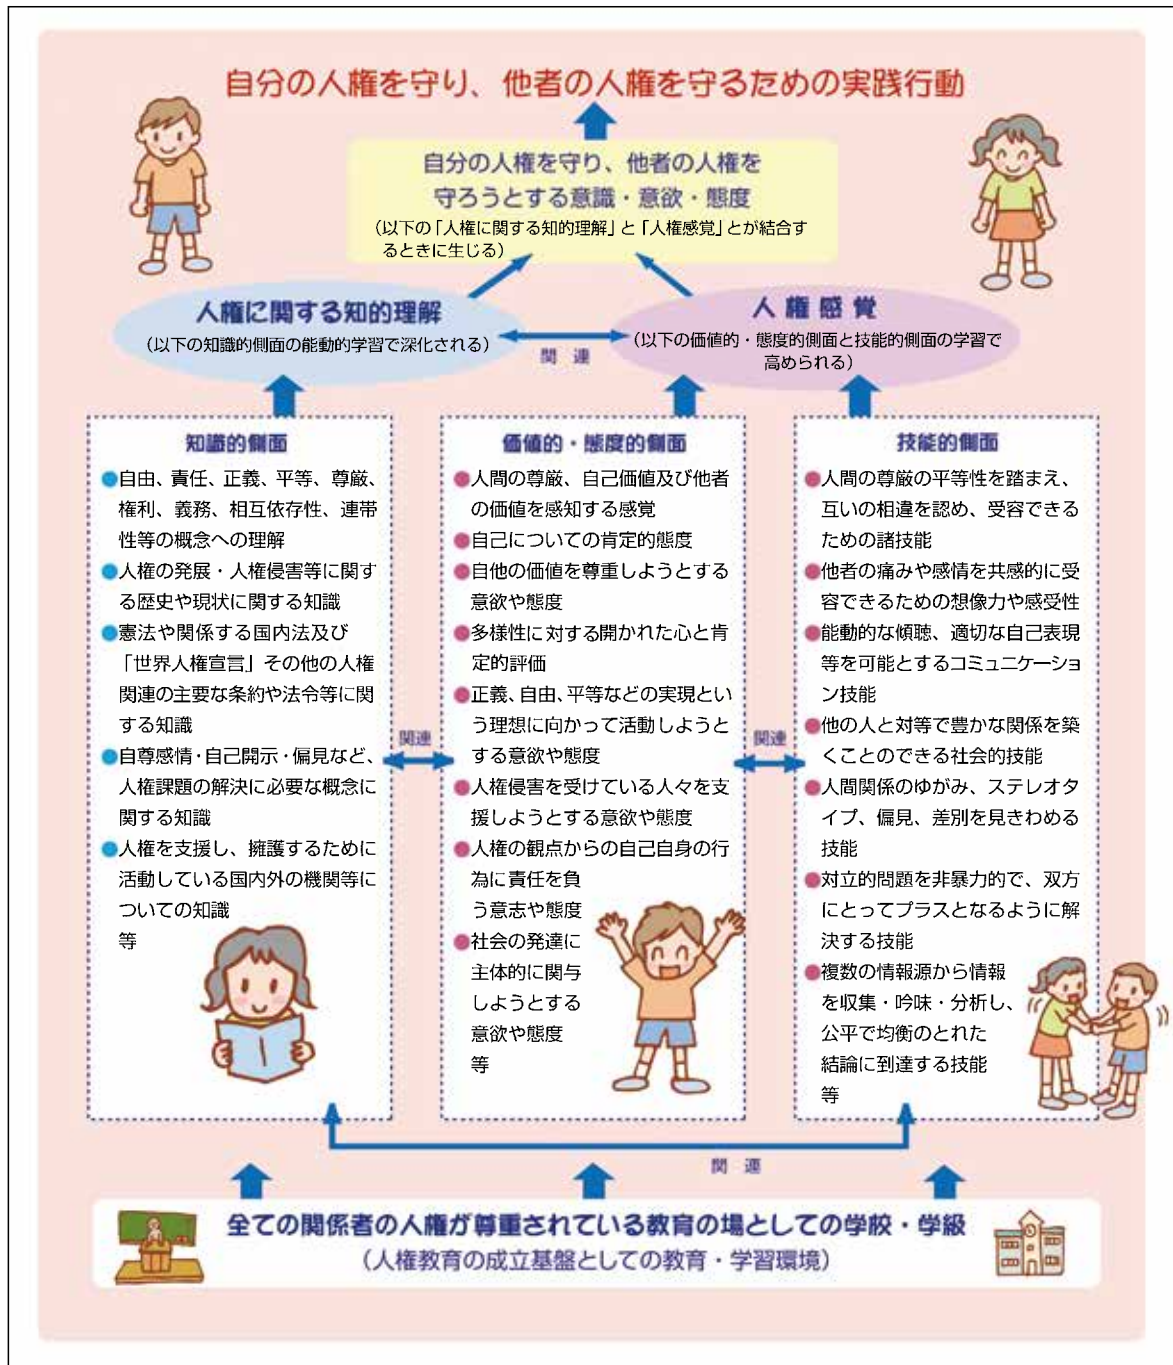 自分の人権を守り、他者の人権を守るための実践行動
自分の人権を守り、他者の人権を
守ろうとする意識・意欲・態度
（以下の「人権に関する知的理解」と「人権感覚」とが結合す
るときに生じる）
人権に関する知的理解
（以下の知識的側面の能動的学習で深化される）
関連
人権感覚
（以下の価値的・態度的側面と技能的側面の学習で
高められる）
知識的側面
●自由、責任、正義、平等、尊厳、
権利、義務、相互依存性、連帯
性等の概念への理解
●人権の発展・人権侵害等に関す
る歴史や現状に関する知識
●憲法や関係する国内法及び
「世界人権宣言」その他の人権
関連の主要な条約や法令等に関
する知識
●自尊感情・自己開示・偏見など、
人権課題の解決に必要な概念に
関する知識
●人権を支援し、擁護するために
活動している国内外の機関等に
ついての知識
等
関連
価値的・態度的側面
●人間の尊厳、自己価値及び他者
の価値を感知する感覚
●自己についての肯定的態度
●自他の価値を尊重しようとする
意欲や態度
●多様性に対する開かれた心と肯
定的評価
●正義、自由、平等などの実現とい
う理想に向かって活動しようと
する意欲や態度
●人権侵害を受けている人々を支
援しようとする意欲や態度
●人権の観点からの自己自身の行
為に責任を負
う意志や態度
●社会の発達に
主体的に関与
しようとする
意欲や態度
等
関連
技能的側面
●人間の尊厳の平等性を踏まえ、
互いの相違を認め、受容できる
ための諸技能
●他者の痛みや感情を共感的に受
容できるための想像力や感受性
●能動的な傾聴、適切な自己表現
等を可能とするコミュニケーショ
ン技能
●他の人と対等で豊かな関係を築
くことのできる社会的技能
●人間関係のゆがみ、ステレオタ
イプ、偏見、差別を見きわめる
技能
●対立的問題を非暴力的で、双方
にとってプラスとなるように解
決する技能
●複数の情報源から情報
を収集・吟味・分析し、
公平で均衡のとれた
結論に到達する技能
等
関連
全ての関係者の人権が尊重されている教育の場としての学校・学級
（人権教育の成立基盤としての教育・学習環境）